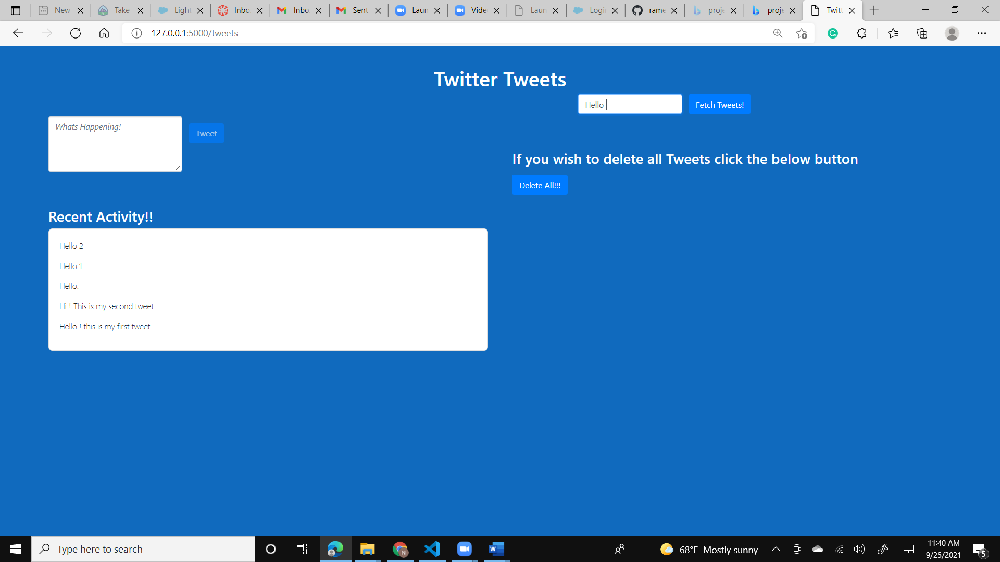 New
Take
Light
Inbo
Inbo
Sent
Laun
Vide
Laun
Login
rame
proje
proje
Twitt
127.0.0.1:5000/tweets
Twitter Tweets
Hello
Fetch Tweets!
Whats Happening!
Tweet
If you wish to delete all Tweets click the below button
Delete All!!!
Recent Activity!!
Hello 2
Hello 1
Hello.
Hi ! This is my second tweet.
Hello ! this is my first tweet.
Type here to search
N
68°F Mostly sunny
11:40 AM
9/25/2021
5